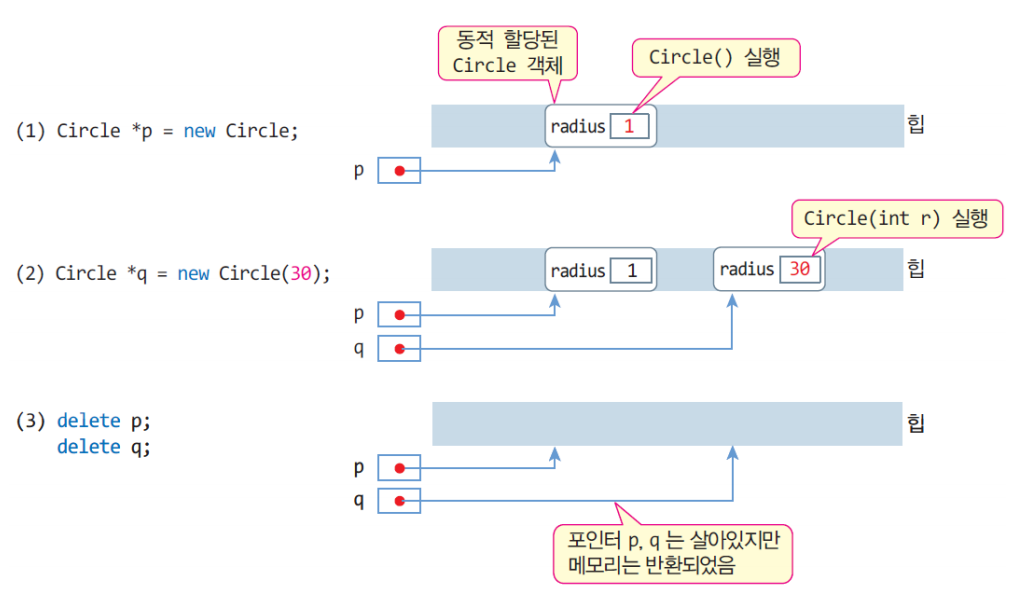 동적 할당된
Circle 객체
Circle() 실행
(1) Circle *p = new Circle;
radius 1
힙
p
Circle(int r) 실행
(2) Circle *q = new Circle(30);
radius 1
radius 30
힙
p
q
(3) delete p;
delete q;
힙
p
q
포인터 p, q 는 살아있지만
메모리는 반환되었음